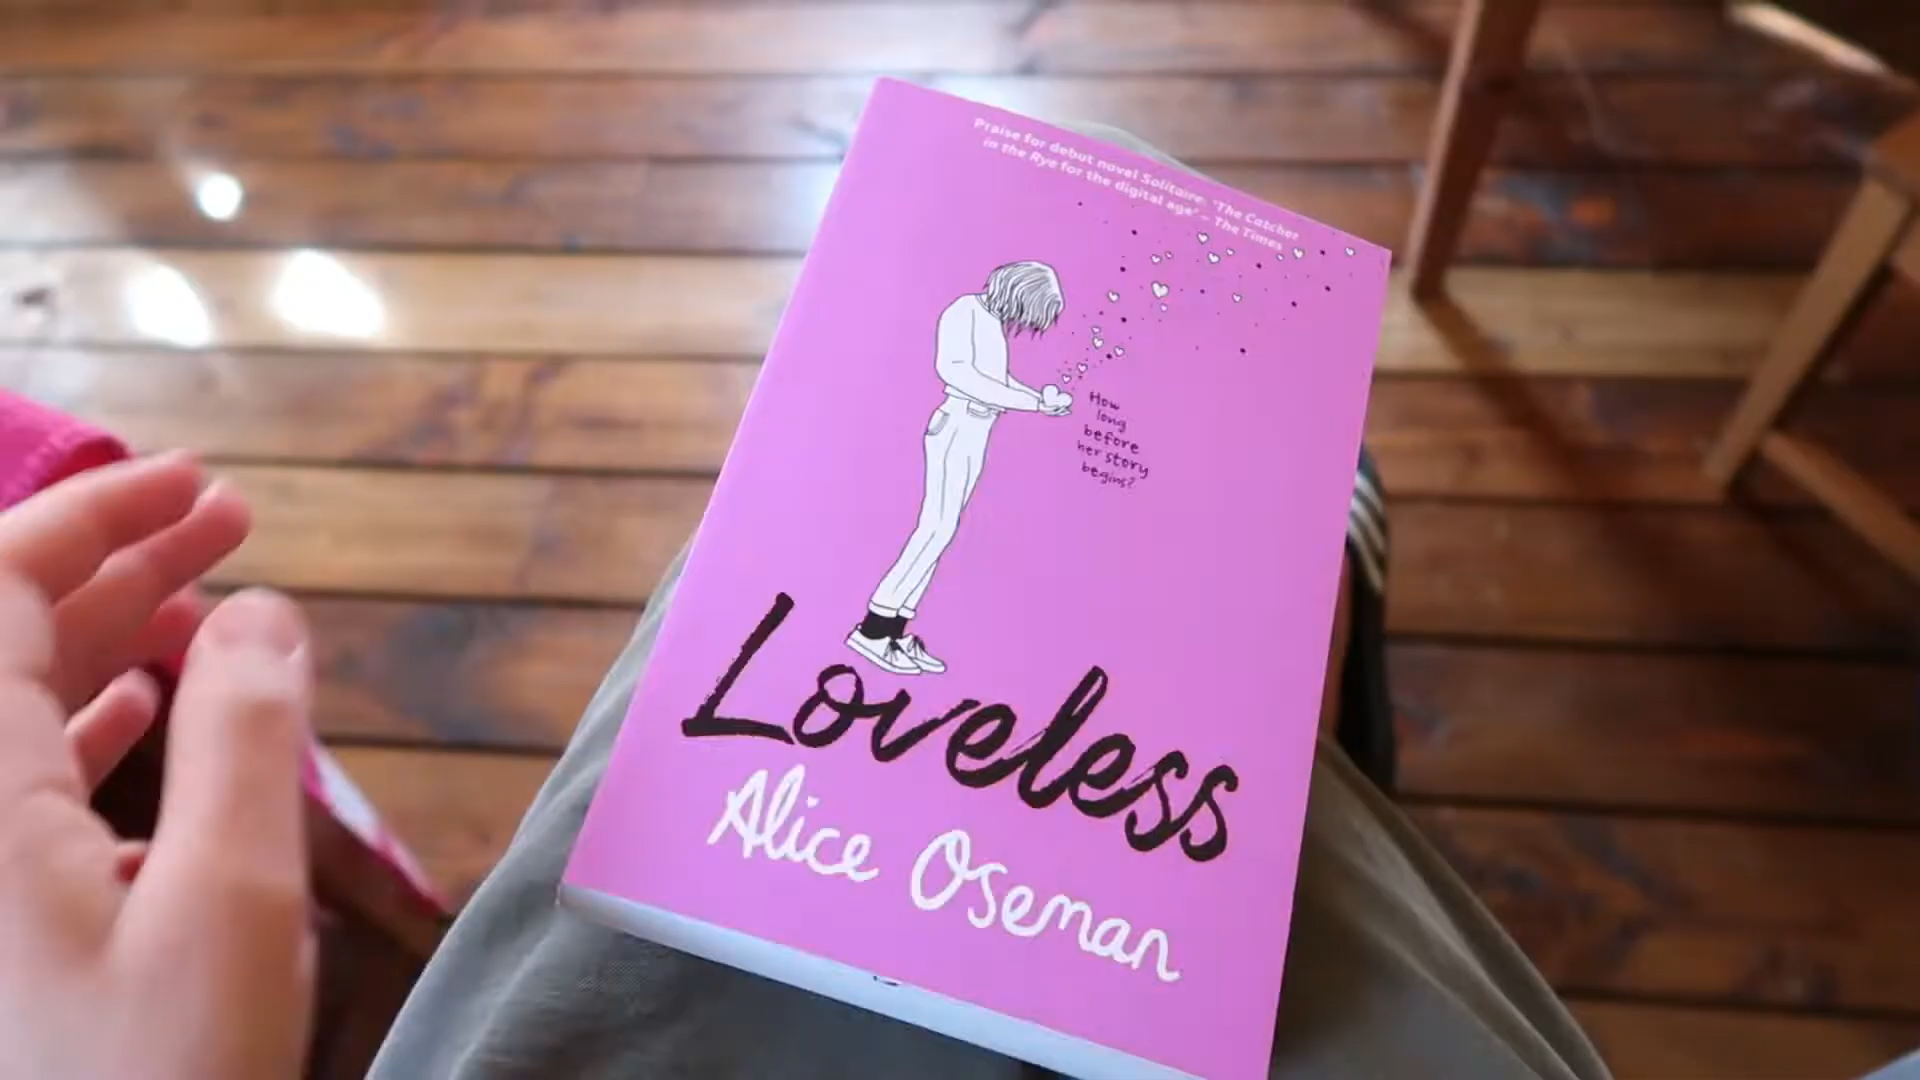 Praise for debut novel Solitaire: 'The Catcher
in the Rye for the digital age' – The Times
How
long
before
her story
begins?
Loveless
Alice Oseman